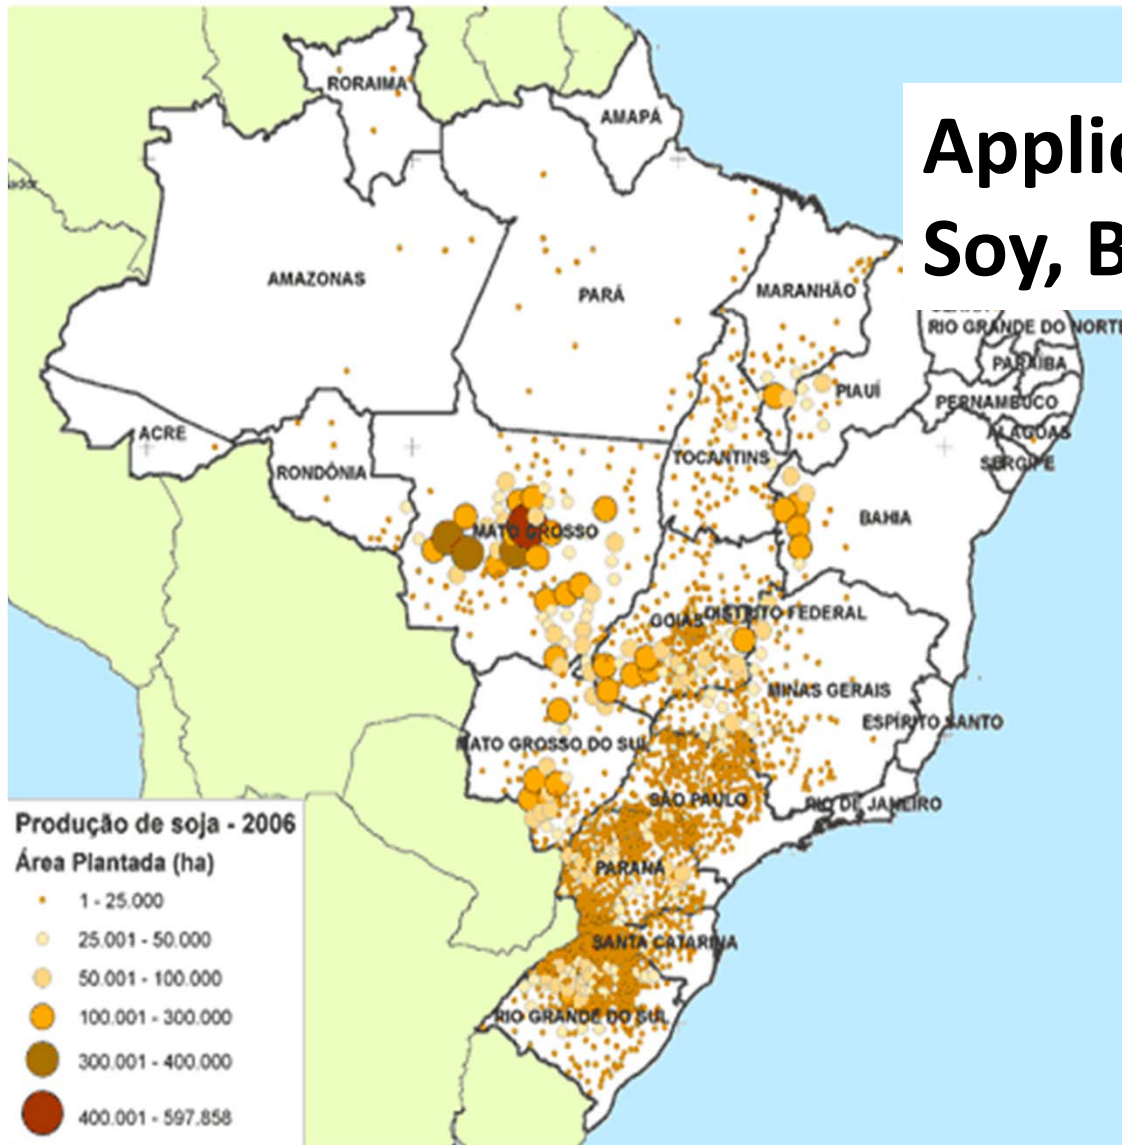 RORAIMA
AMAPÁ
Applic
Soy, B
ador
AMAZONAS
PARÁ
MARANHÃO
RIO GRANDE DO NORTE
PARAÍBA
PIAUÍ
PERNAMBUCO
ACRE
ALAGOAS
TOCANTINS
SERGIPE
RONDÔNIA
BAHIA
MATO GROSSO
GOIÁS
DISTRITO FEDERAL
MINAS GERAIS
ESPÍRITO SANTO
MATO GROSSO DO SUL
SÃO PAULO
RIO DE JANEIRO
PARANÁ
SANTA CATARINA
RIO GRANDE DO SUL
Produção de soja - 2006
Área Plantada (ha)
1 - 25.000
25.001 - 50.000
50.001 - 100.000
100.001 - 300.000
300.001 - 400.000
400.001 - 597.858